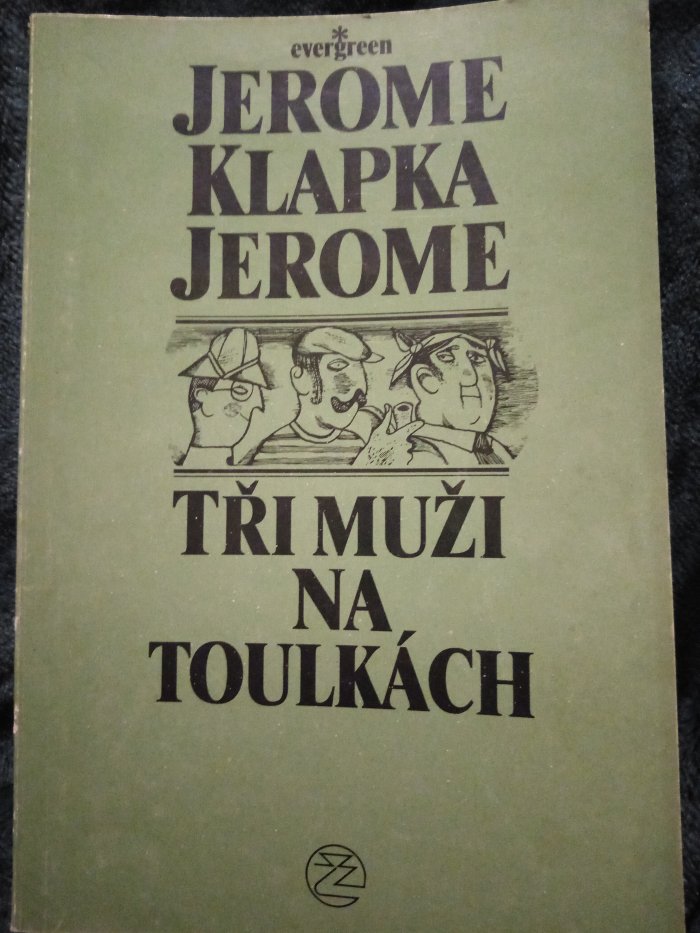 evergreen
JEROME
KLAPKA
JEROME
TŘI MUŽI
NA
TOULKÁCH